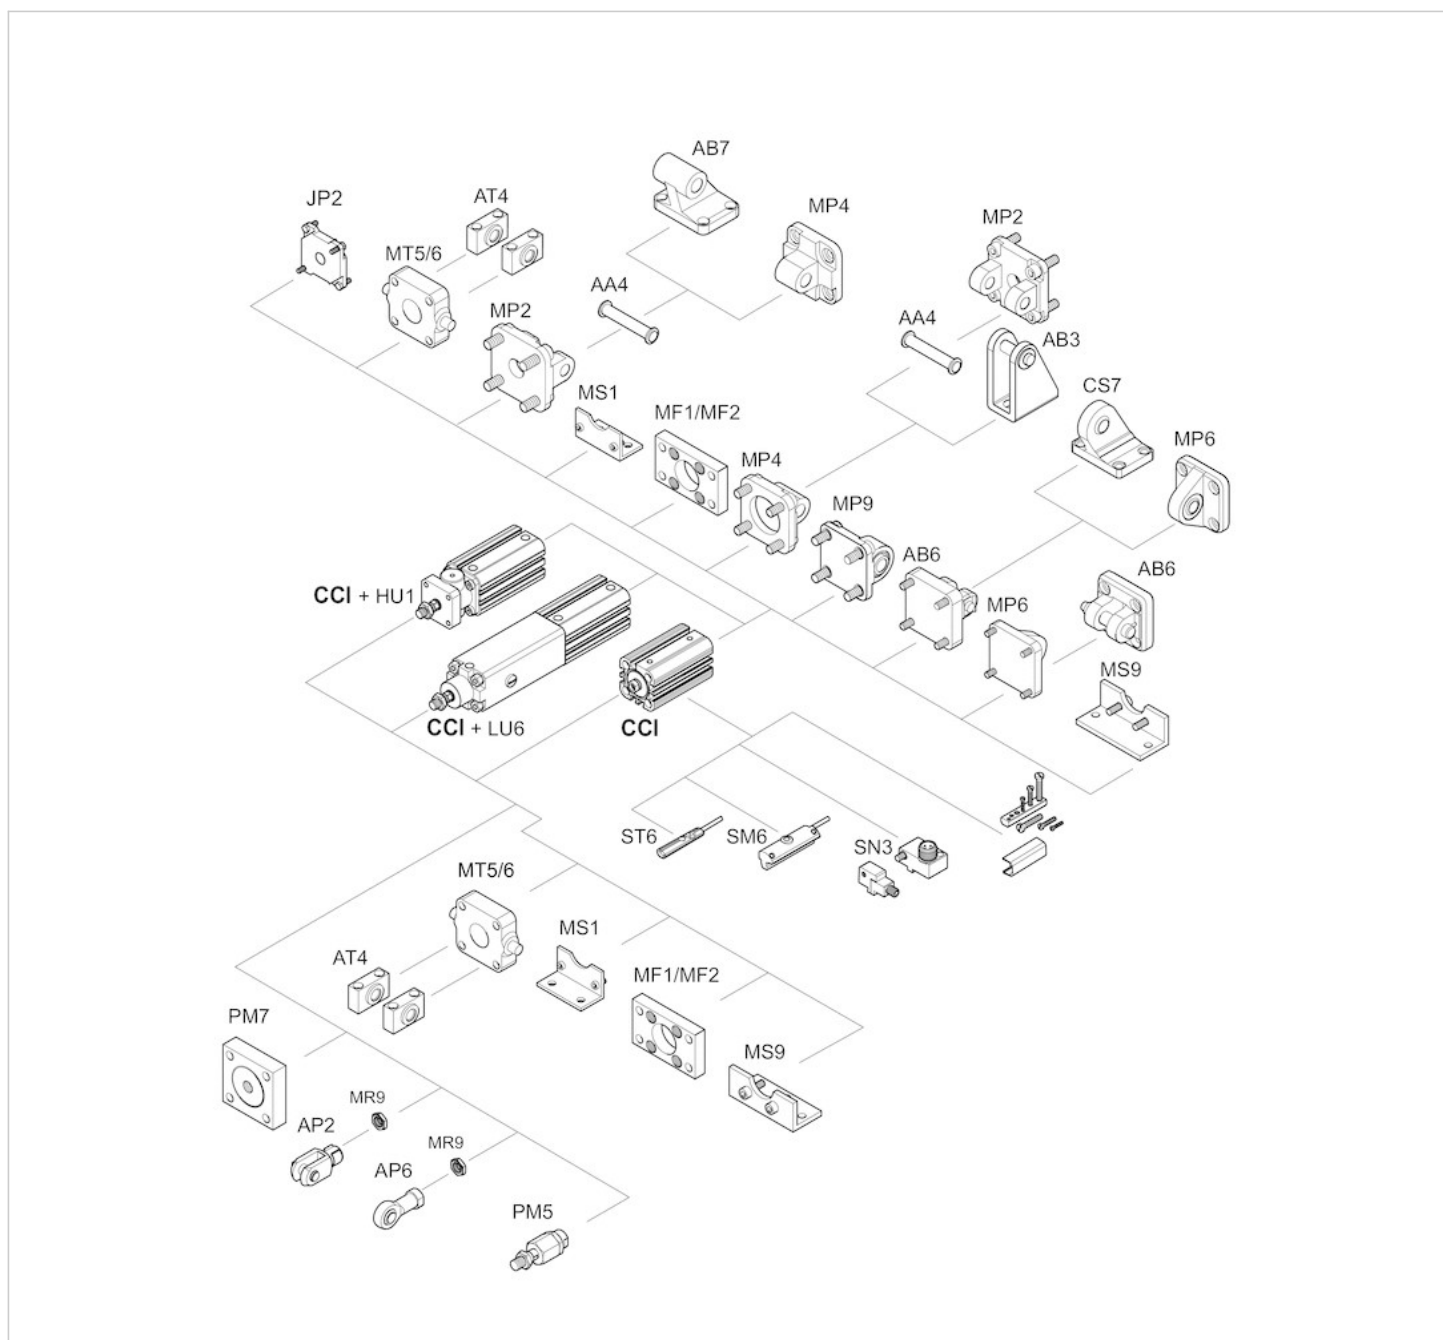 AB7
JP2
AT4
MP4
MP2
MT5/6
AA4
MP2
AA4
AB3
CS7
MS1
MF1/MF2
MP6
MP4
MP9
AB6
AB6
CCI + HU1
MP6
MS9
CCI + LU6
CCI
ST6
SM6
SN3
MT5/6
MS1
AT4
MF1/MF2
PM7
MS9
MR9
AP2
MR9
AP6
PM5